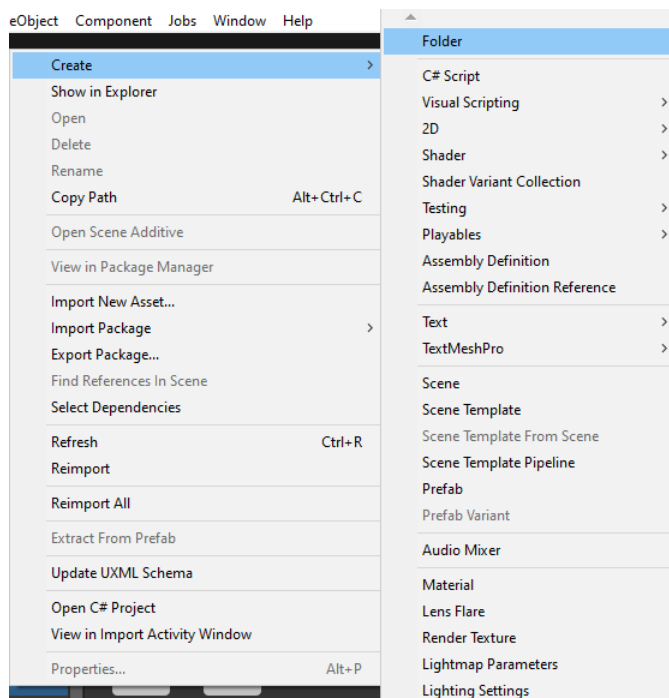 eObject Component Jobs Window Help
Create
Show in Explorer
Open
Delete
Rename
Copy Path Alt+Ctrl+C
Open Scene Additive
View in Package Manager
Import New Asset...
Import Package
Export Package...
Find References In Scene
Select Dependencies
Refresh Ctrl+R
Reimport
Reimport All
Extract From Prefab
Update UXML Schema
Open C# Project
View in Import Activity Window
Properties... Alt+P
Folder
C# Script
Visual Scripting
2D
Shader
Shader Variant Collection
Testing
Playables
Assembly Definition
Assembly Definition Reference
Text
TextMeshPro
Scene
Scene Template
Scene Template From Scene
Scene Template Pipeline
Prefab
Prefab Variant
Audio Mixer
Material
Lens Flare
Render Texture
Lightmap Parameters
Lighting Settings